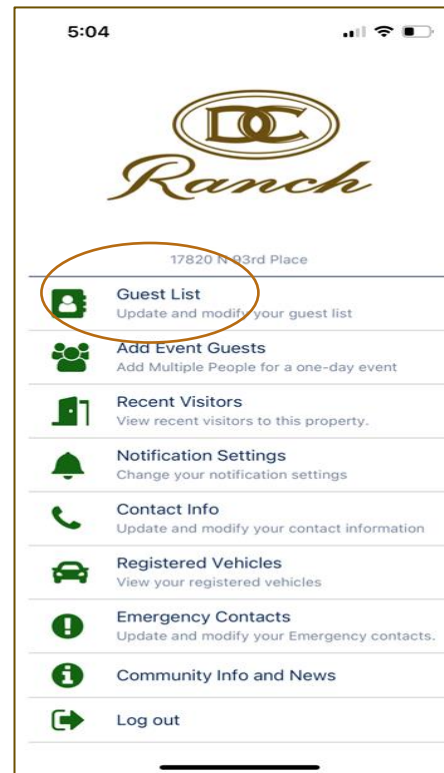 5:04
DC
Ranch
17820 N 93rd Place
Guest List
Update and modify your guest list
Add Event Guests
Add Multiple People for a one-day event
Recent Visitors
View recent visitors to this property.
Notification Settings
Change your notification settings
Contact Info
Update and modify your contact information
Registered Vehicles
View your registered vehicles
Emergency Contacts
Update and modify your Emergency contacts.
Community Info and News
Log out